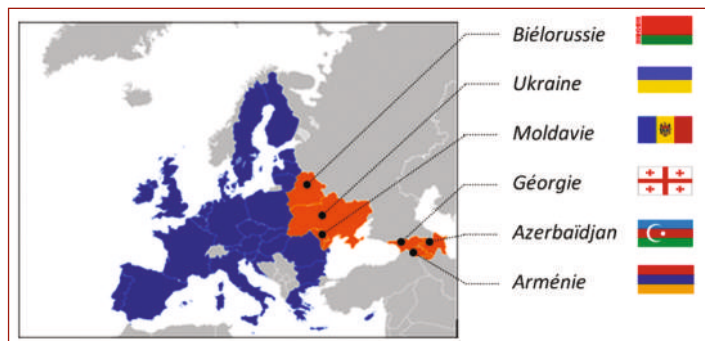 Biélorussie
Ukraine
Moldavie
Géorgie
Azerbaïdjan
Arménie